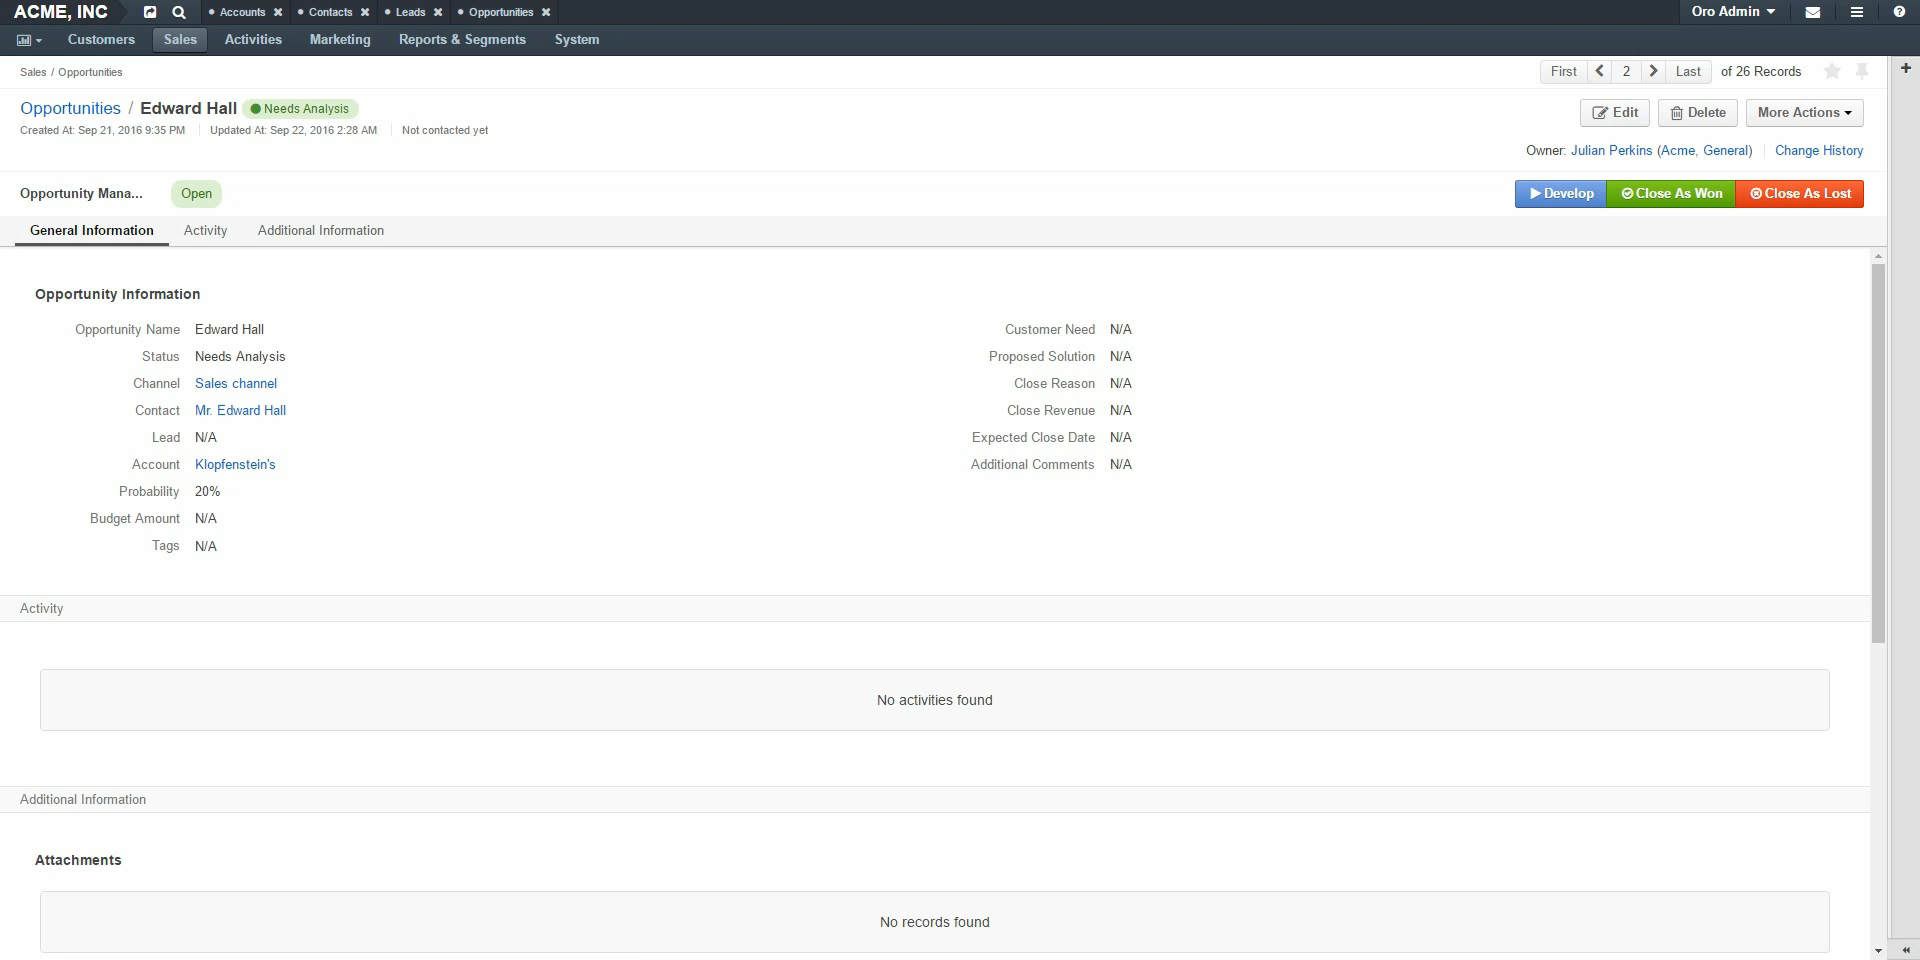 ACME, INC
Accounts
Contacts
Leads
Opportunities
Oro Admin
Customers
Sales
Activities
Marketing
Reports & Segments
System
Sales / Opportunities
First 2 Last of 26 Records
Opportunities / Edward Hall Needs Analysis
Edit
Delete
More Actions
Created At: Sep 21, 2016 9:35 PM
Updated At: Sep 22, 2016 2:28 AM
Not contacted yet
Owner: Julian Perkins (Acme, General)
Change History
Opportunity Mana...
Open
Develop
Close As Won
Close As Lost
General Information
Activity
Additional Information
Opportunity Information
Opportunity Name Edward Hall
Status Needs Analysis
Channel Sales channel
Contact Mr. Edward Hall
Lead N/A
Account Klopfenstein's
Probability 20%
Budget Amount N/A
Tags N/A
Customer Need N/A
Proposed Solution N/A
Close Reason N/A
Close Revenue N/A
Expected Close Date N/A
Additional Comments N/A
Activity
No activities found
Additional Information
Attachments
No records found